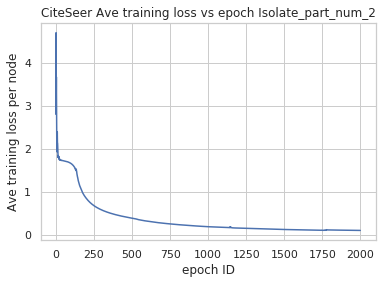 CiteSeer Ave training loss vs epoch Isolate_part_num_2
Ave training loss per node
4
3
2
1
0
0 250 500 750 1000 1250 1500 1750 2000
epoch ID